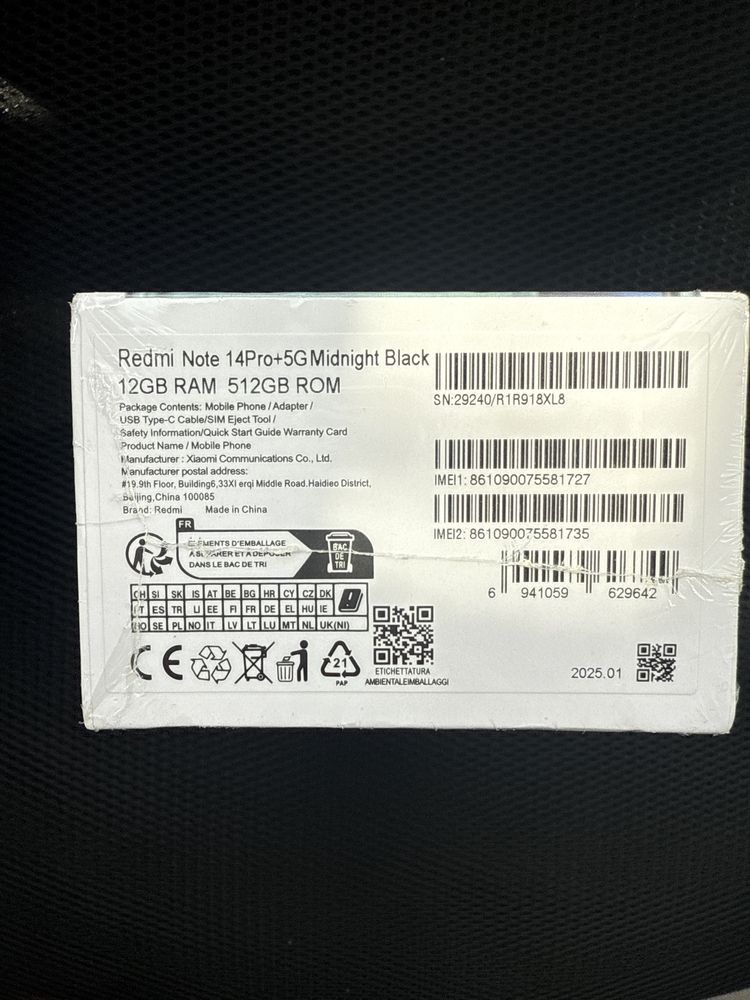 Redmi Note 14Pro+5G Midnight Black
12GB RAM 512GB ROM
Package Contents: Mobile Phone / Adapter /
USB Type-C Cable/SIM Eject Tool /
Safety Information/Quick Start Guide Warranty Card
Product Name / Mobile Phone
Manufacturer : Xiaomi Communications Co., Ltd.
Manufacturer postal address:
#19.9th Floor, Building6,33XI erqi Middle Road.Haidieo District,
Beijing,China 100085
Brand: Redmi Made in China
SN:29240/R1R918XL8
IMEI1: 861090075581727
IMEI2: 861090075581735
6 941059 629642
FR
ÉLÉMENTS D'EMBALLAGE
À SÉPARER ET À DÉPOSER
DANS LE BAC DE TRI
BAC
DE
TRI
CH SI SK IS AT BE BG HR CY CZ DK
PT ES TR LI EE FI FR DE EL HU IE
RO SE PL NO IT LV LT LU MT NL UK(NI)
CE
21
PAP
ETICHETTATURA
AMBIENTALEIMBALLAGGI
2025.01